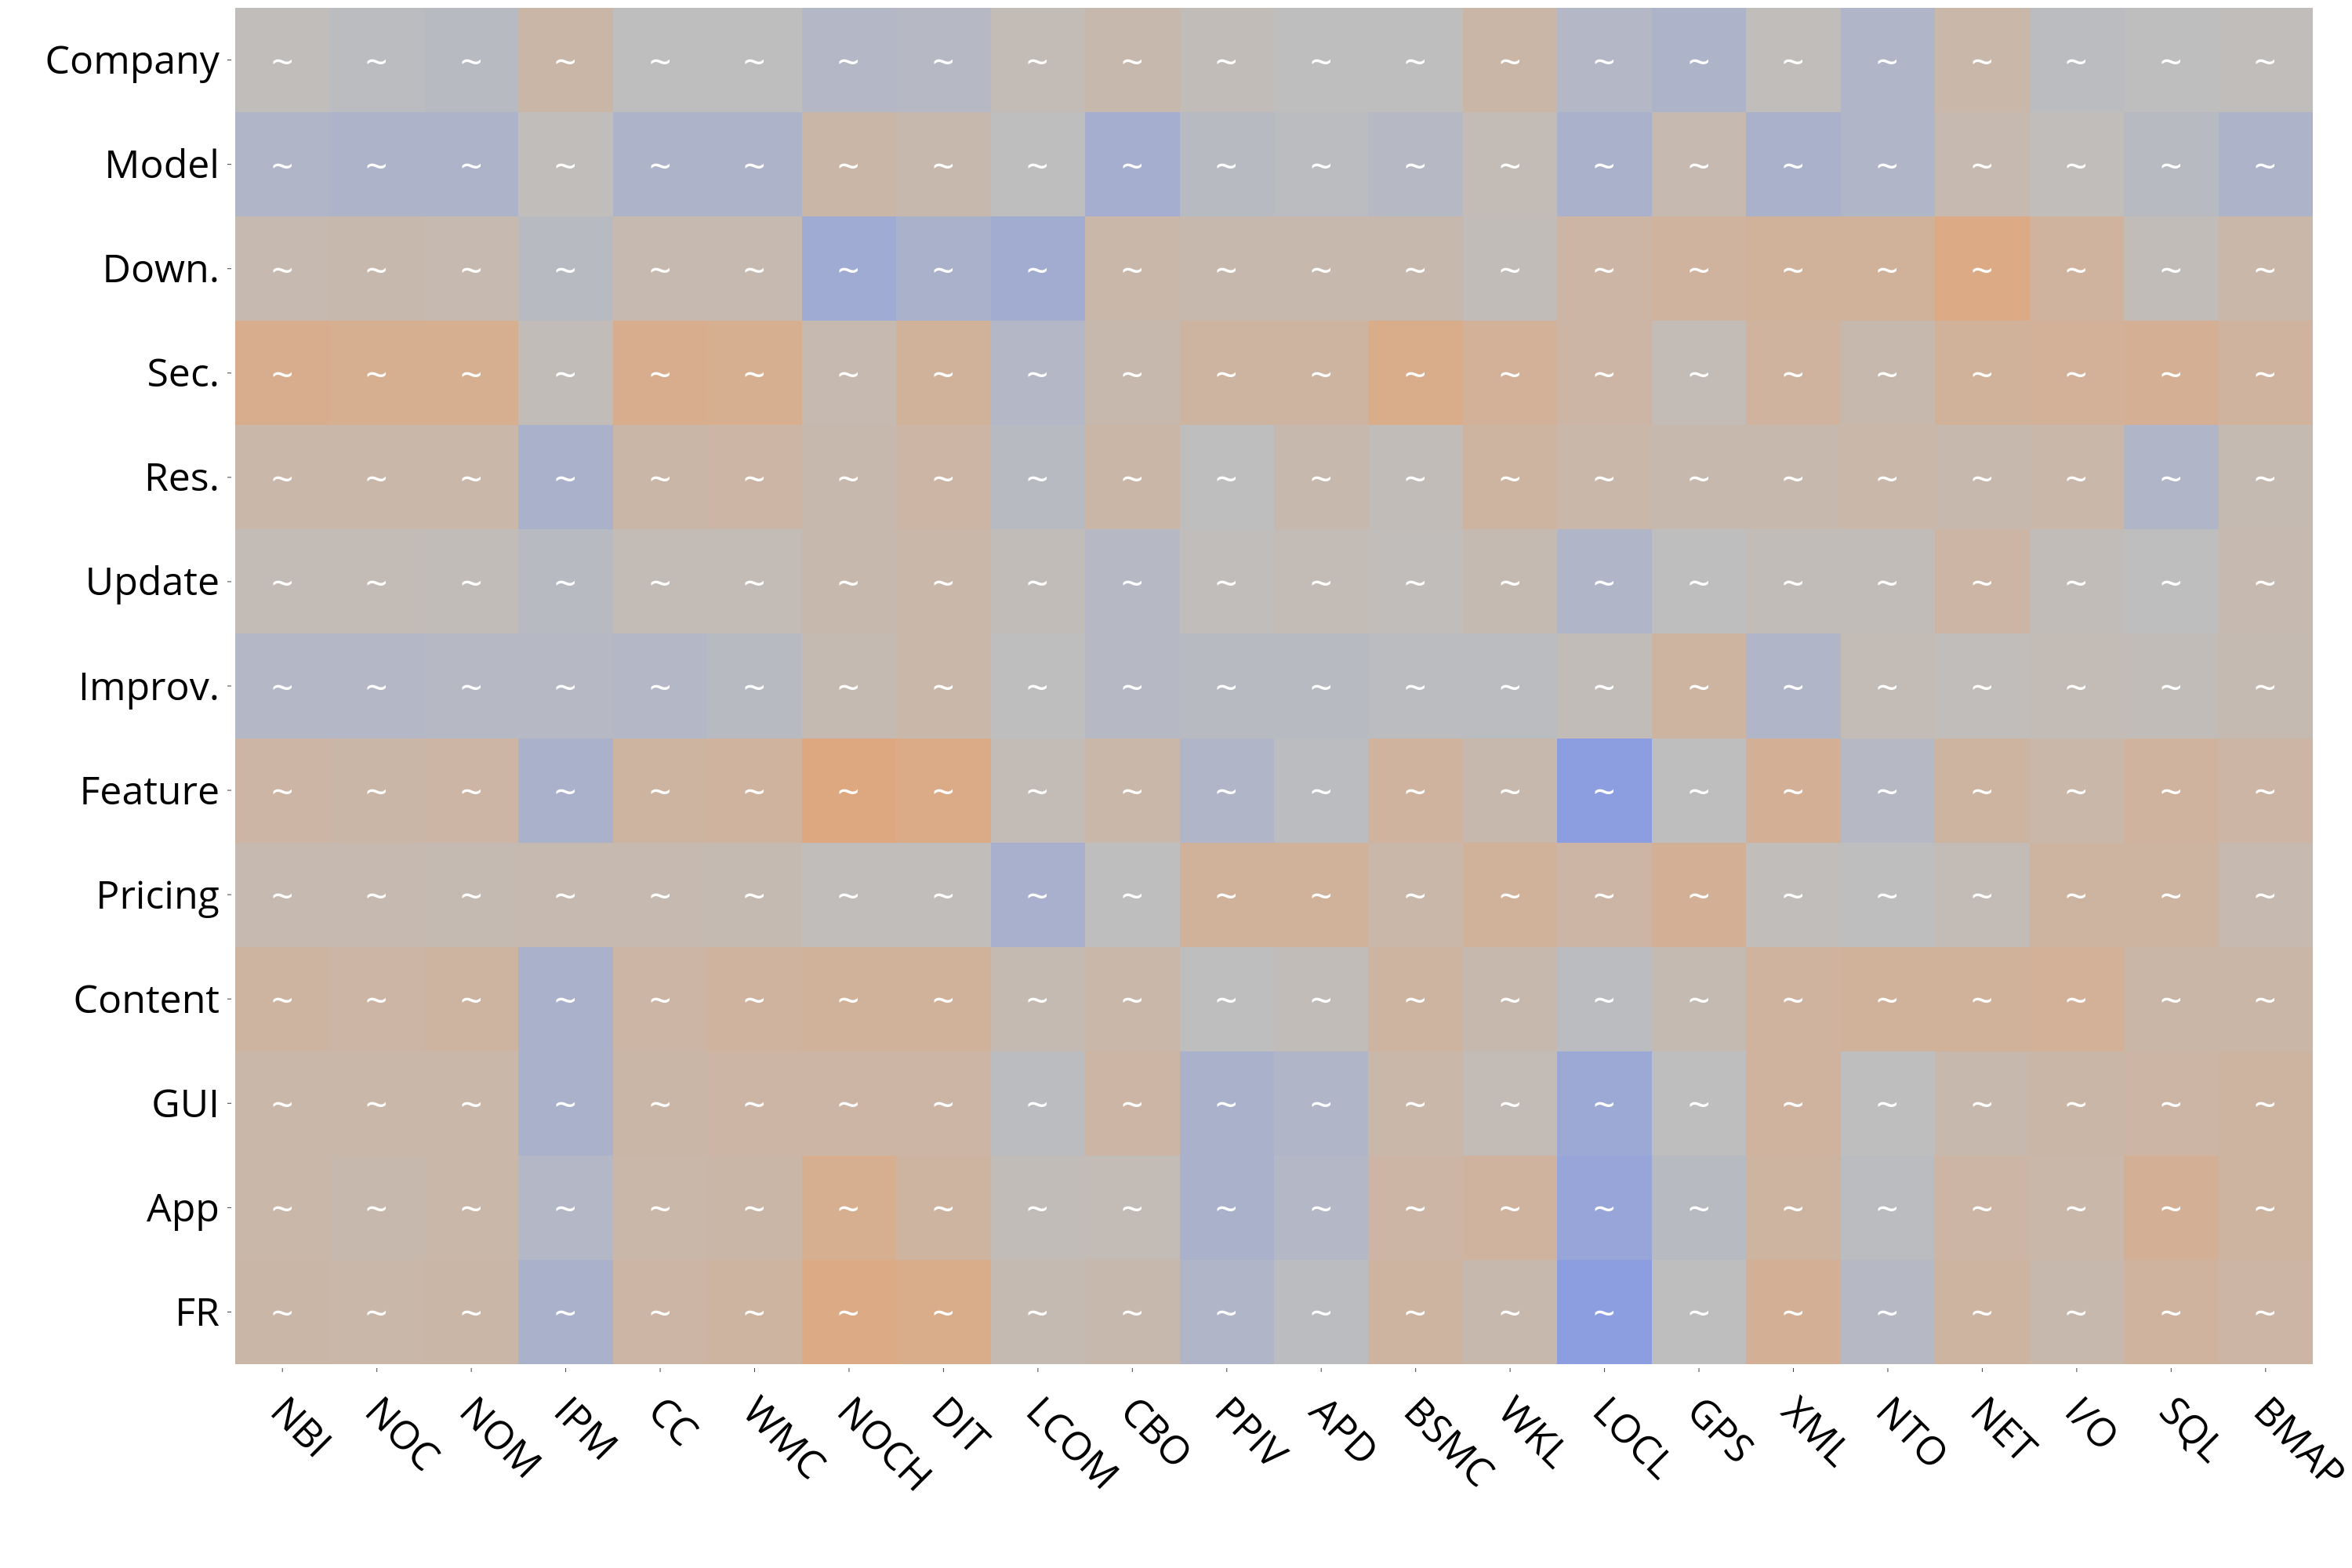 Company ~ ~ ~ ~ ~ ~ ~ ~ ~ ~ ~ ~ ~ ~ ~ ~ ~ ~ ~ ~ ~ ~
Model ~ ~ ~ ~ ~ ~ ~ ~ ~ ~ ~ ~ ~ ~ ~ ~ ~ ~ ~ ~ ~ ~
Down. ~ ~ ~ ~ ~ ~ ~ ~ ~ ~ ~ ~ ~ ~ ~ ~ ~ ~ ~ ~ ~ ~
Sec. ~ ~ ~ ~ ~ ~ ~ ~ ~ ~ ~ ~ ~ ~ ~ ~ ~ ~ ~ ~ ~ ~
Res. ~ ~ ~ ~ ~ ~ ~ ~ ~ ~ ~ ~ ~ ~ ~ ~ ~ ~ ~ ~ ~ ~
Update ~ ~ ~ ~ ~ ~ ~ ~ ~ ~ ~ ~ ~ ~ ~ ~ ~ ~ ~ ~ ~ ~
Improv. ~ ~ ~ ~ ~ ~ ~ ~ ~ ~ ~ ~ ~ ~ ~ ~ ~ ~ ~ ~ ~ ~
Feature ~ ~ ~ ~ ~ ~ ~ ~ ~ ~ ~ ~ ~ ~ ~ ~ ~ ~ ~ ~ ~ ~
Pricing ~ ~ ~ ~ ~ ~ ~ ~ ~ ~ ~ ~ ~ ~ ~ ~ ~ ~ ~ ~ ~ ~
Content ~ ~ ~ ~ ~ ~ ~ ~ ~ ~ ~ ~ ~ ~ ~ ~ ~ ~ ~ ~ ~ ~
GUI ~ ~ ~ ~ ~ ~ ~ ~ ~ ~ ~ ~ ~ ~ ~ ~ ~ ~ ~ ~ ~ ~
App ~ ~ ~ ~ ~ ~ ~ ~ ~ ~ ~ ~ ~ ~ ~ ~ ~ ~ ~ ~ ~ ~
FR ~ ~ ~ ~ ~ ~ ~ ~ ~ ~ ~ ~ ~ ~ ~ ~ ~ ~ ~ ~ ~ ~
NBI NOC NOM IPM CC WMC NOCH DIT LCOM CBO PPIV APD BSMC WKL LOCL GPS XML NTO NET I/O SQL BMAP